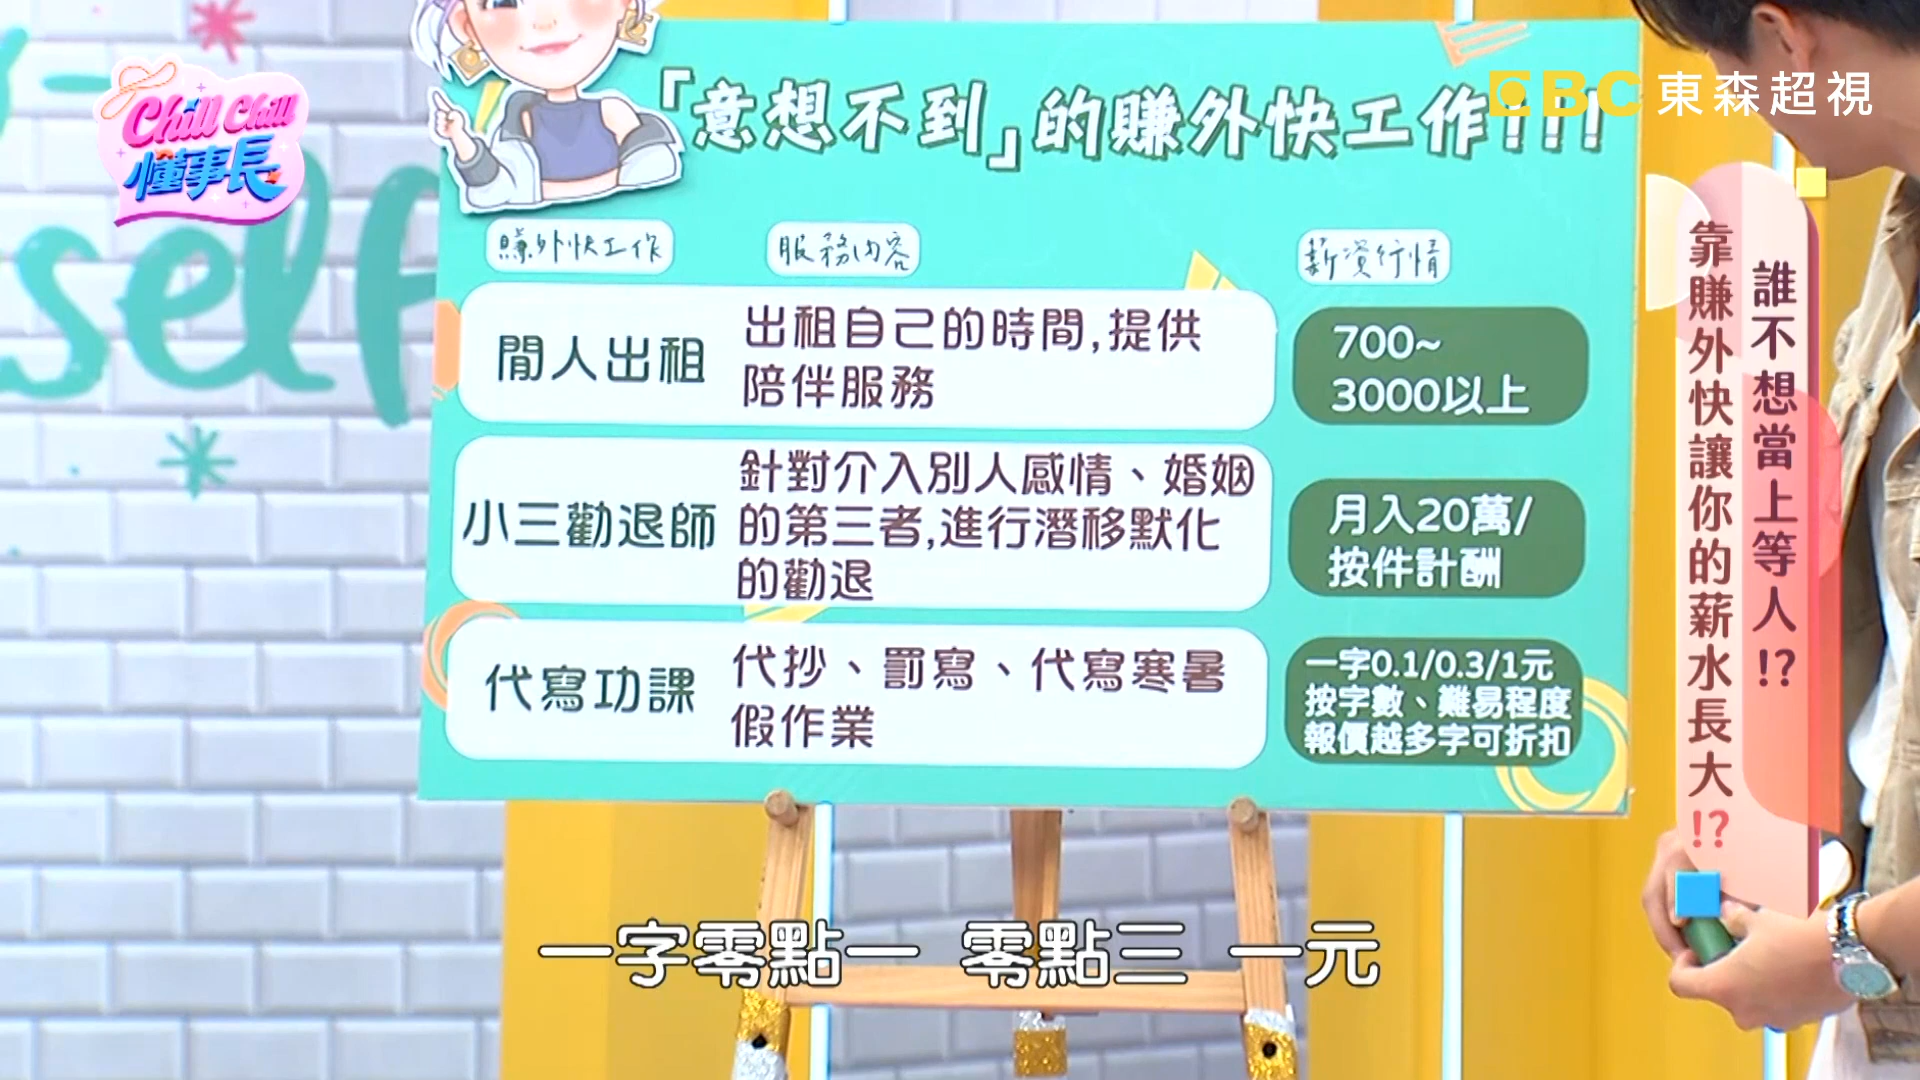 Chill Chill
懂事長
EBC 東森超視
self
「意想不到」的賺外快工作!!!
賺外快工作 服務內容 薪資行情
閒人出租
出租自己的時間,提供
陪伴服務
700~
3000以上
小三勸退師
針對介入別人感情、婚姻
的第三者,進行潛移默化
的勸退
月入20萬/
按件計酬
代寫功課
代抄、罰寫、代寫寒暑
假作業
一字0.1/0.3/1元
按字數、難易程度
報價越多字可折扣
誰不想當上等人!?
靠賺外快讓你的薪水長大!?
一字零點一 零點三 一元